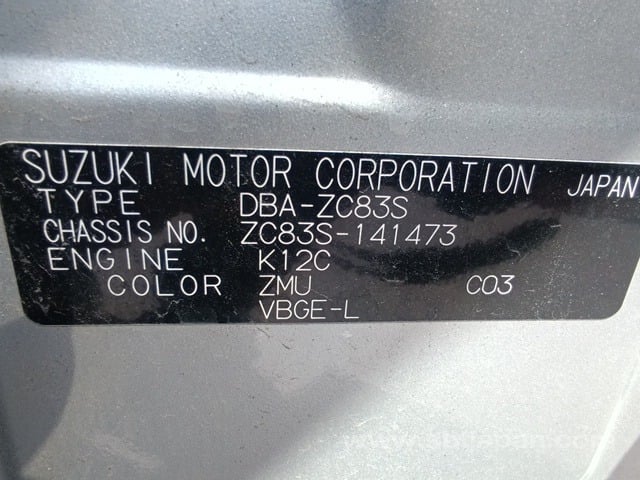 SUZUKI MOTOR CORPORATION JAPAN
TYPE DBA-ZC83S
CHASSIS NO. ZC83S-141473
ENGINE K12C
COLOR ZMU C03
VBGE-L